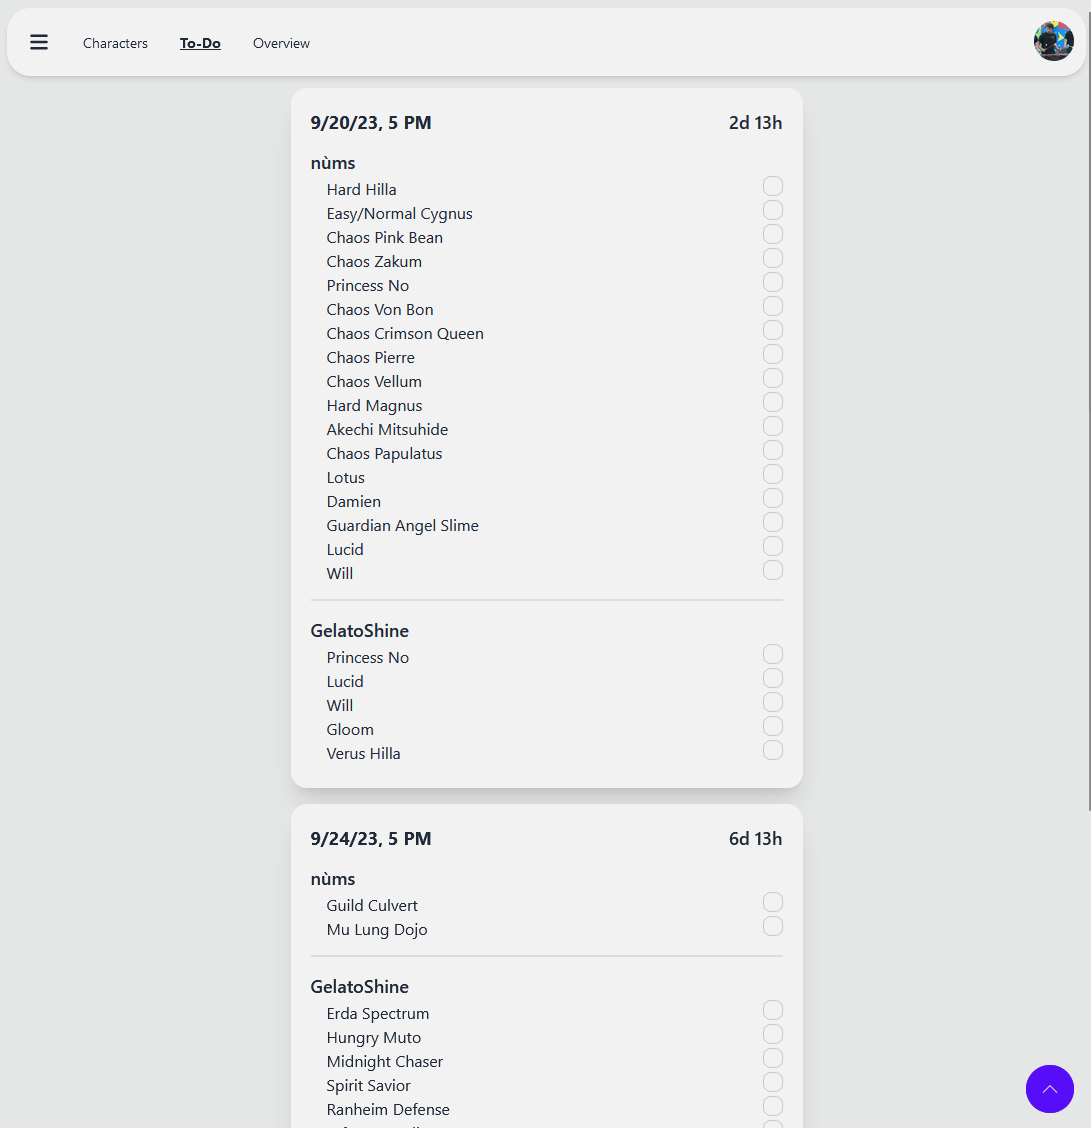 Characters To-Do Overview
9/20/23, 5 PM 2d 13h
nùms
Hard Hilla
Easy/Normal Cygnus
Chaos Pink Bean
Chaos Zakum
Princess No
Chaos Von Bon
Chaos Crimson Queen
Chaos Pierre
Chaos Vellum
Hard Magnus
Akechi Mitsuhide
Chaos Papulatus
Lotus
Damien
Guardian Angel Slime
Lucid
Will
GelatoShine
Princess No
Lucid
Will
Gloom
Verus Hilla
9/24/23, 5 PM 6d 13h
nùms
Guild Culvert
Mu Lung Dojo
GelatoShine
Erda Spectrum
Hungry Muto
Midnight Chaser
Spirit Savior
Ranheim Defense